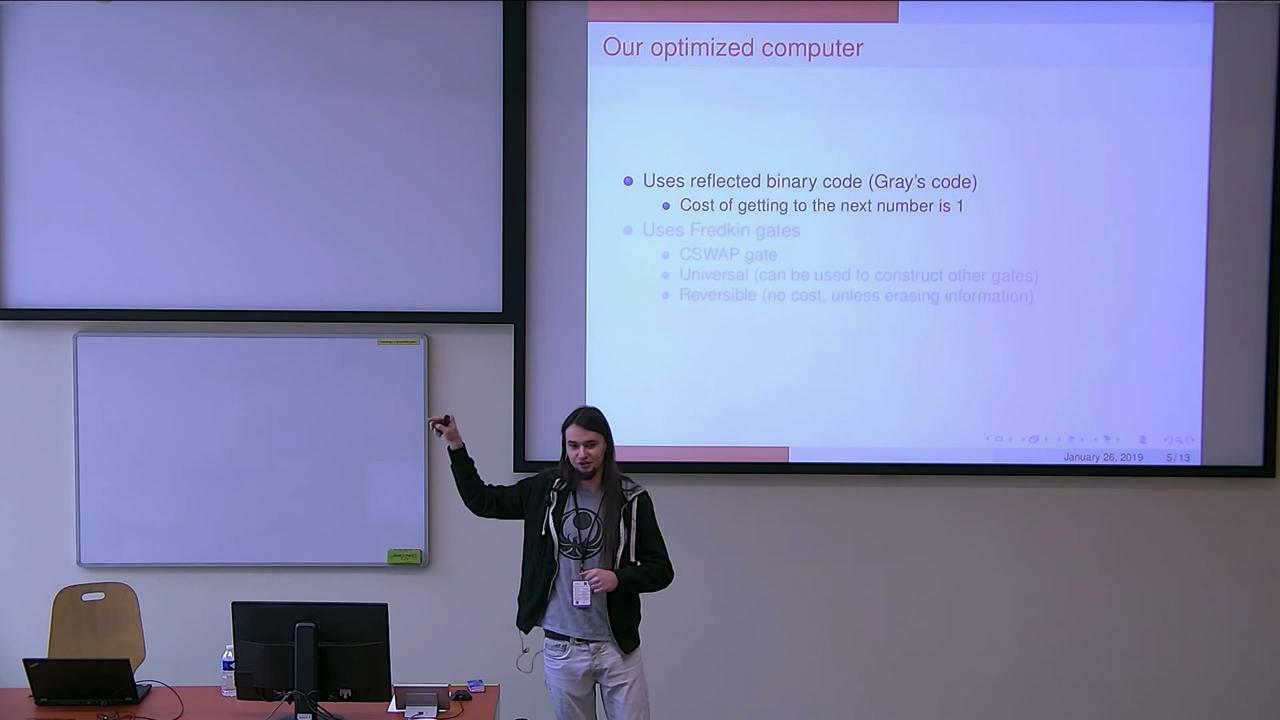 Our optimized computer
Uses reflected binary code (Gray's code)
Cost of getting to the next number is 1
Uses Fredkin gates
CSWAP gate
Universal (can be used to construct other gates)
Reversible (no cost, unless erasing information)
January 26, 2019 5 / 13